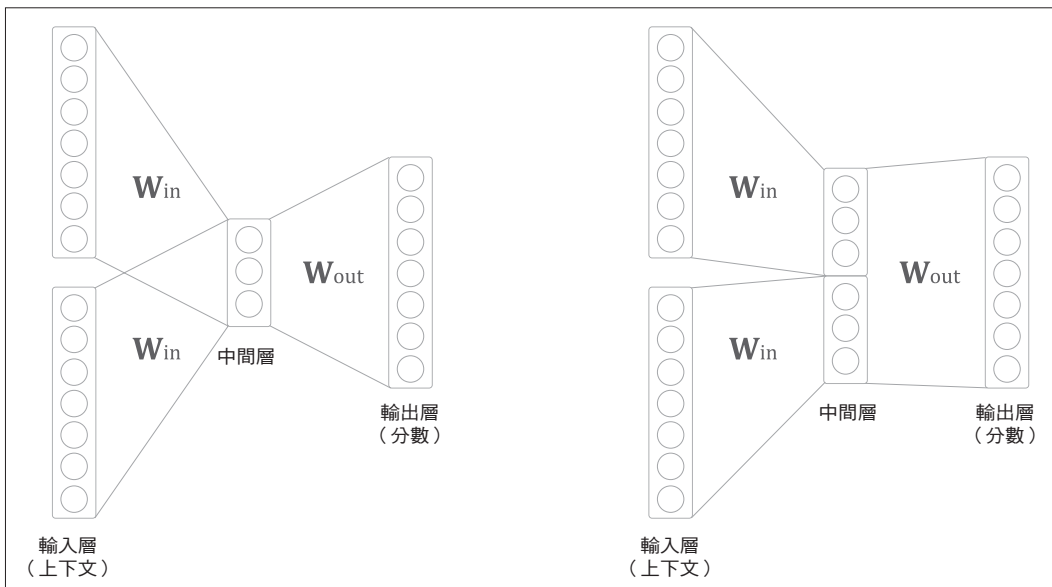 Win
Win
Wout
中間層
輸出層
（分數）
輸入層
（上下文）
Win
Win
Wout
中間層
輸出層
（分數）
輸入層
（上下文）